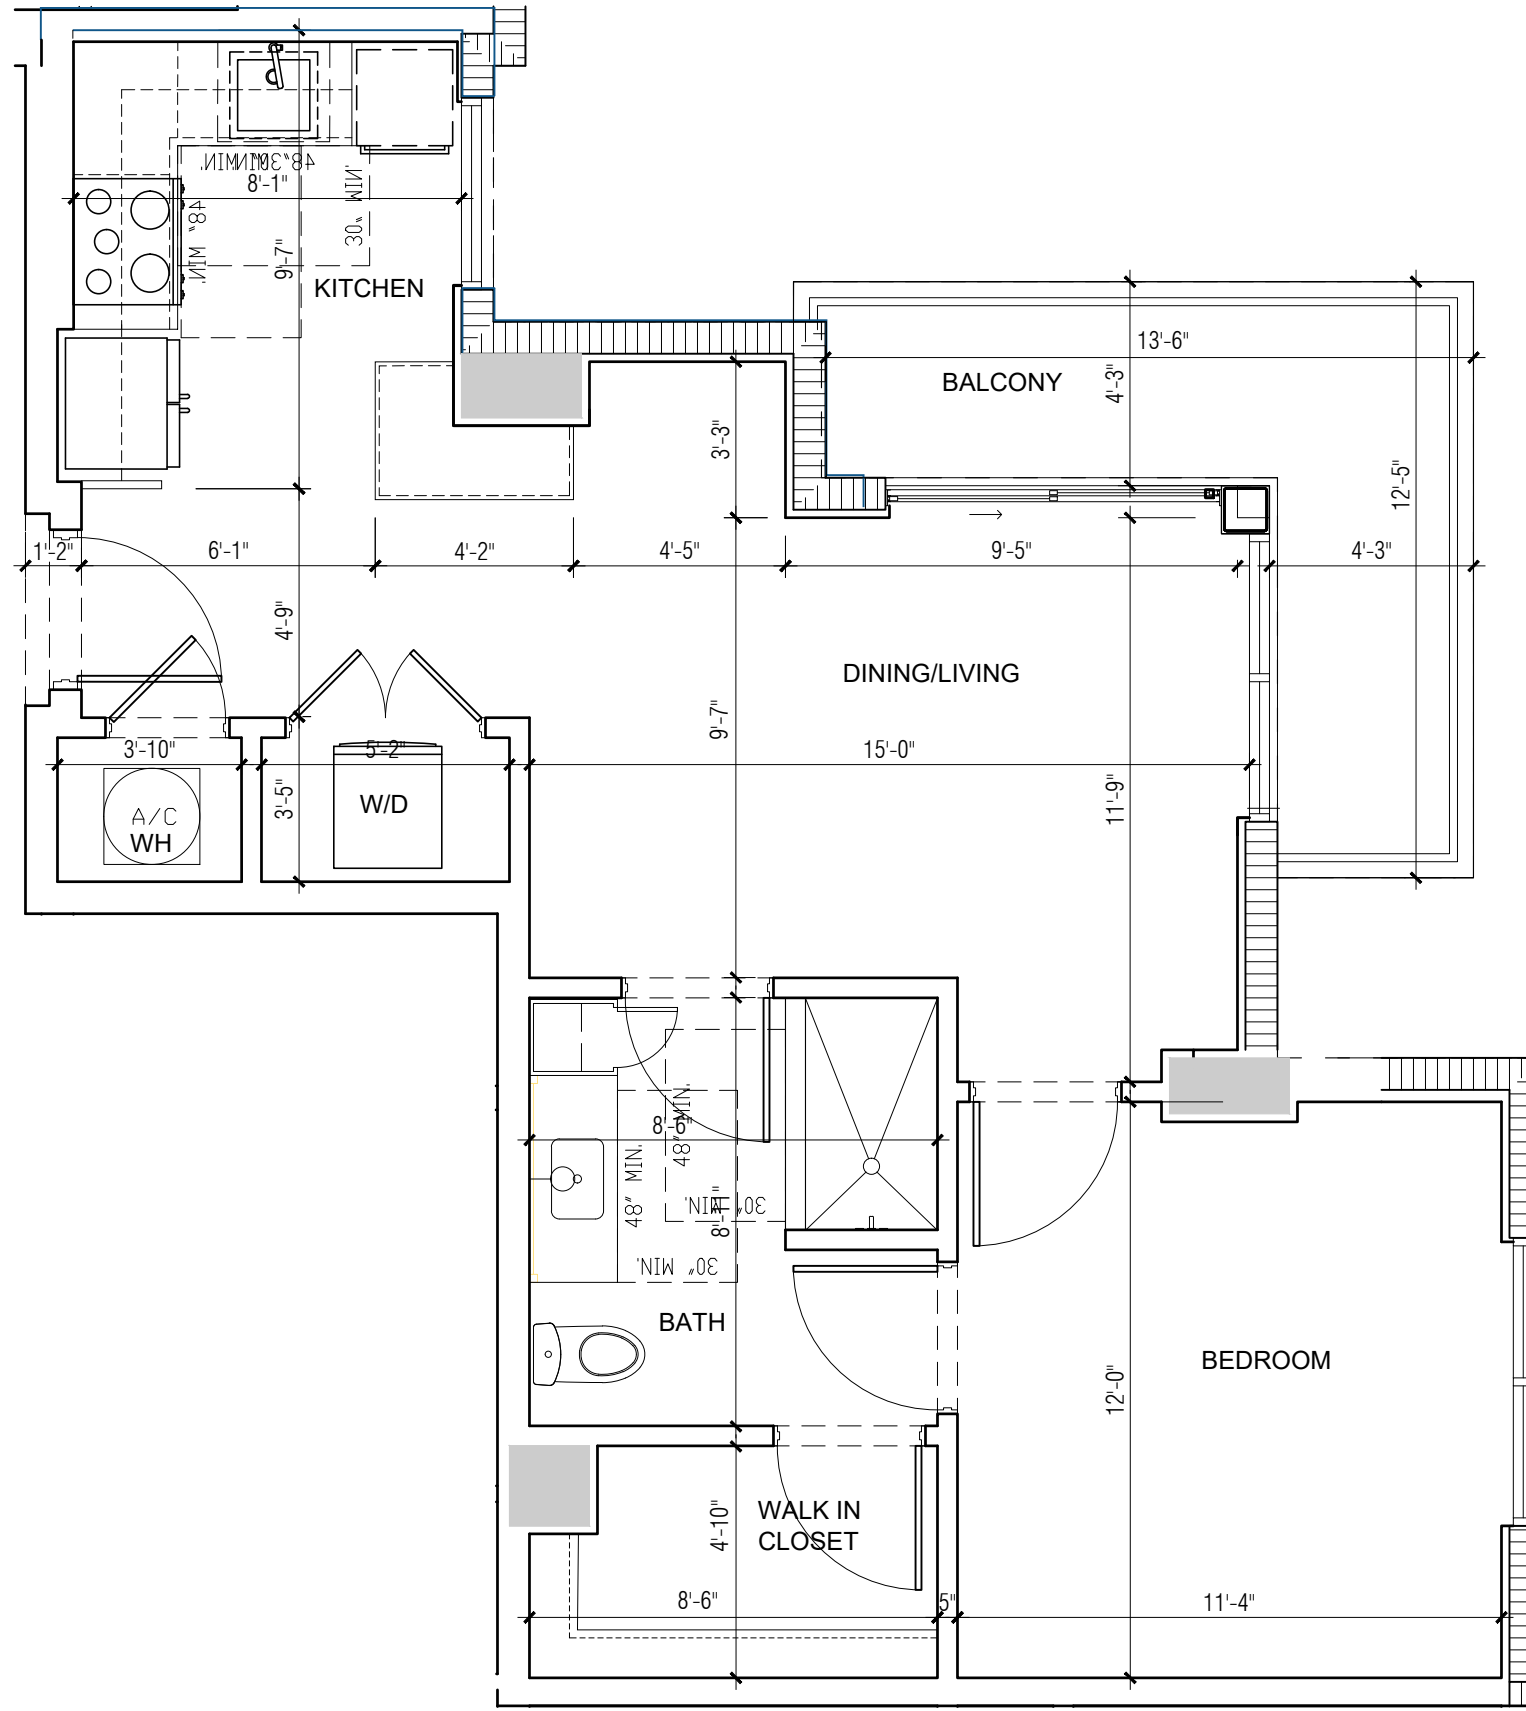 48" MIN.
30" MIN.
8'-1"
30" MIN.
48" MIN.
9'-7"
KITCHEN
13'-6"
BALCONY
4'-3"
3'-3"
12'-5"
1'-2"
6'-1"
4'-2"
4'-5"
9'-5"
4'-3"
4'-9"
DINING/LIVING
9'-7"
3'-10"
5'-2"
15'-0"
3'-5"
W/D
11'-9"
A/C
WH
48" MIN.
8'-6"
48" MIN.
30" MIN.
8'-11"
30" MIN.
BATH
BEDROOM
12'-0"
WALK IN
CLOSET
4'-10"
8'-6"
5"
11'-4"